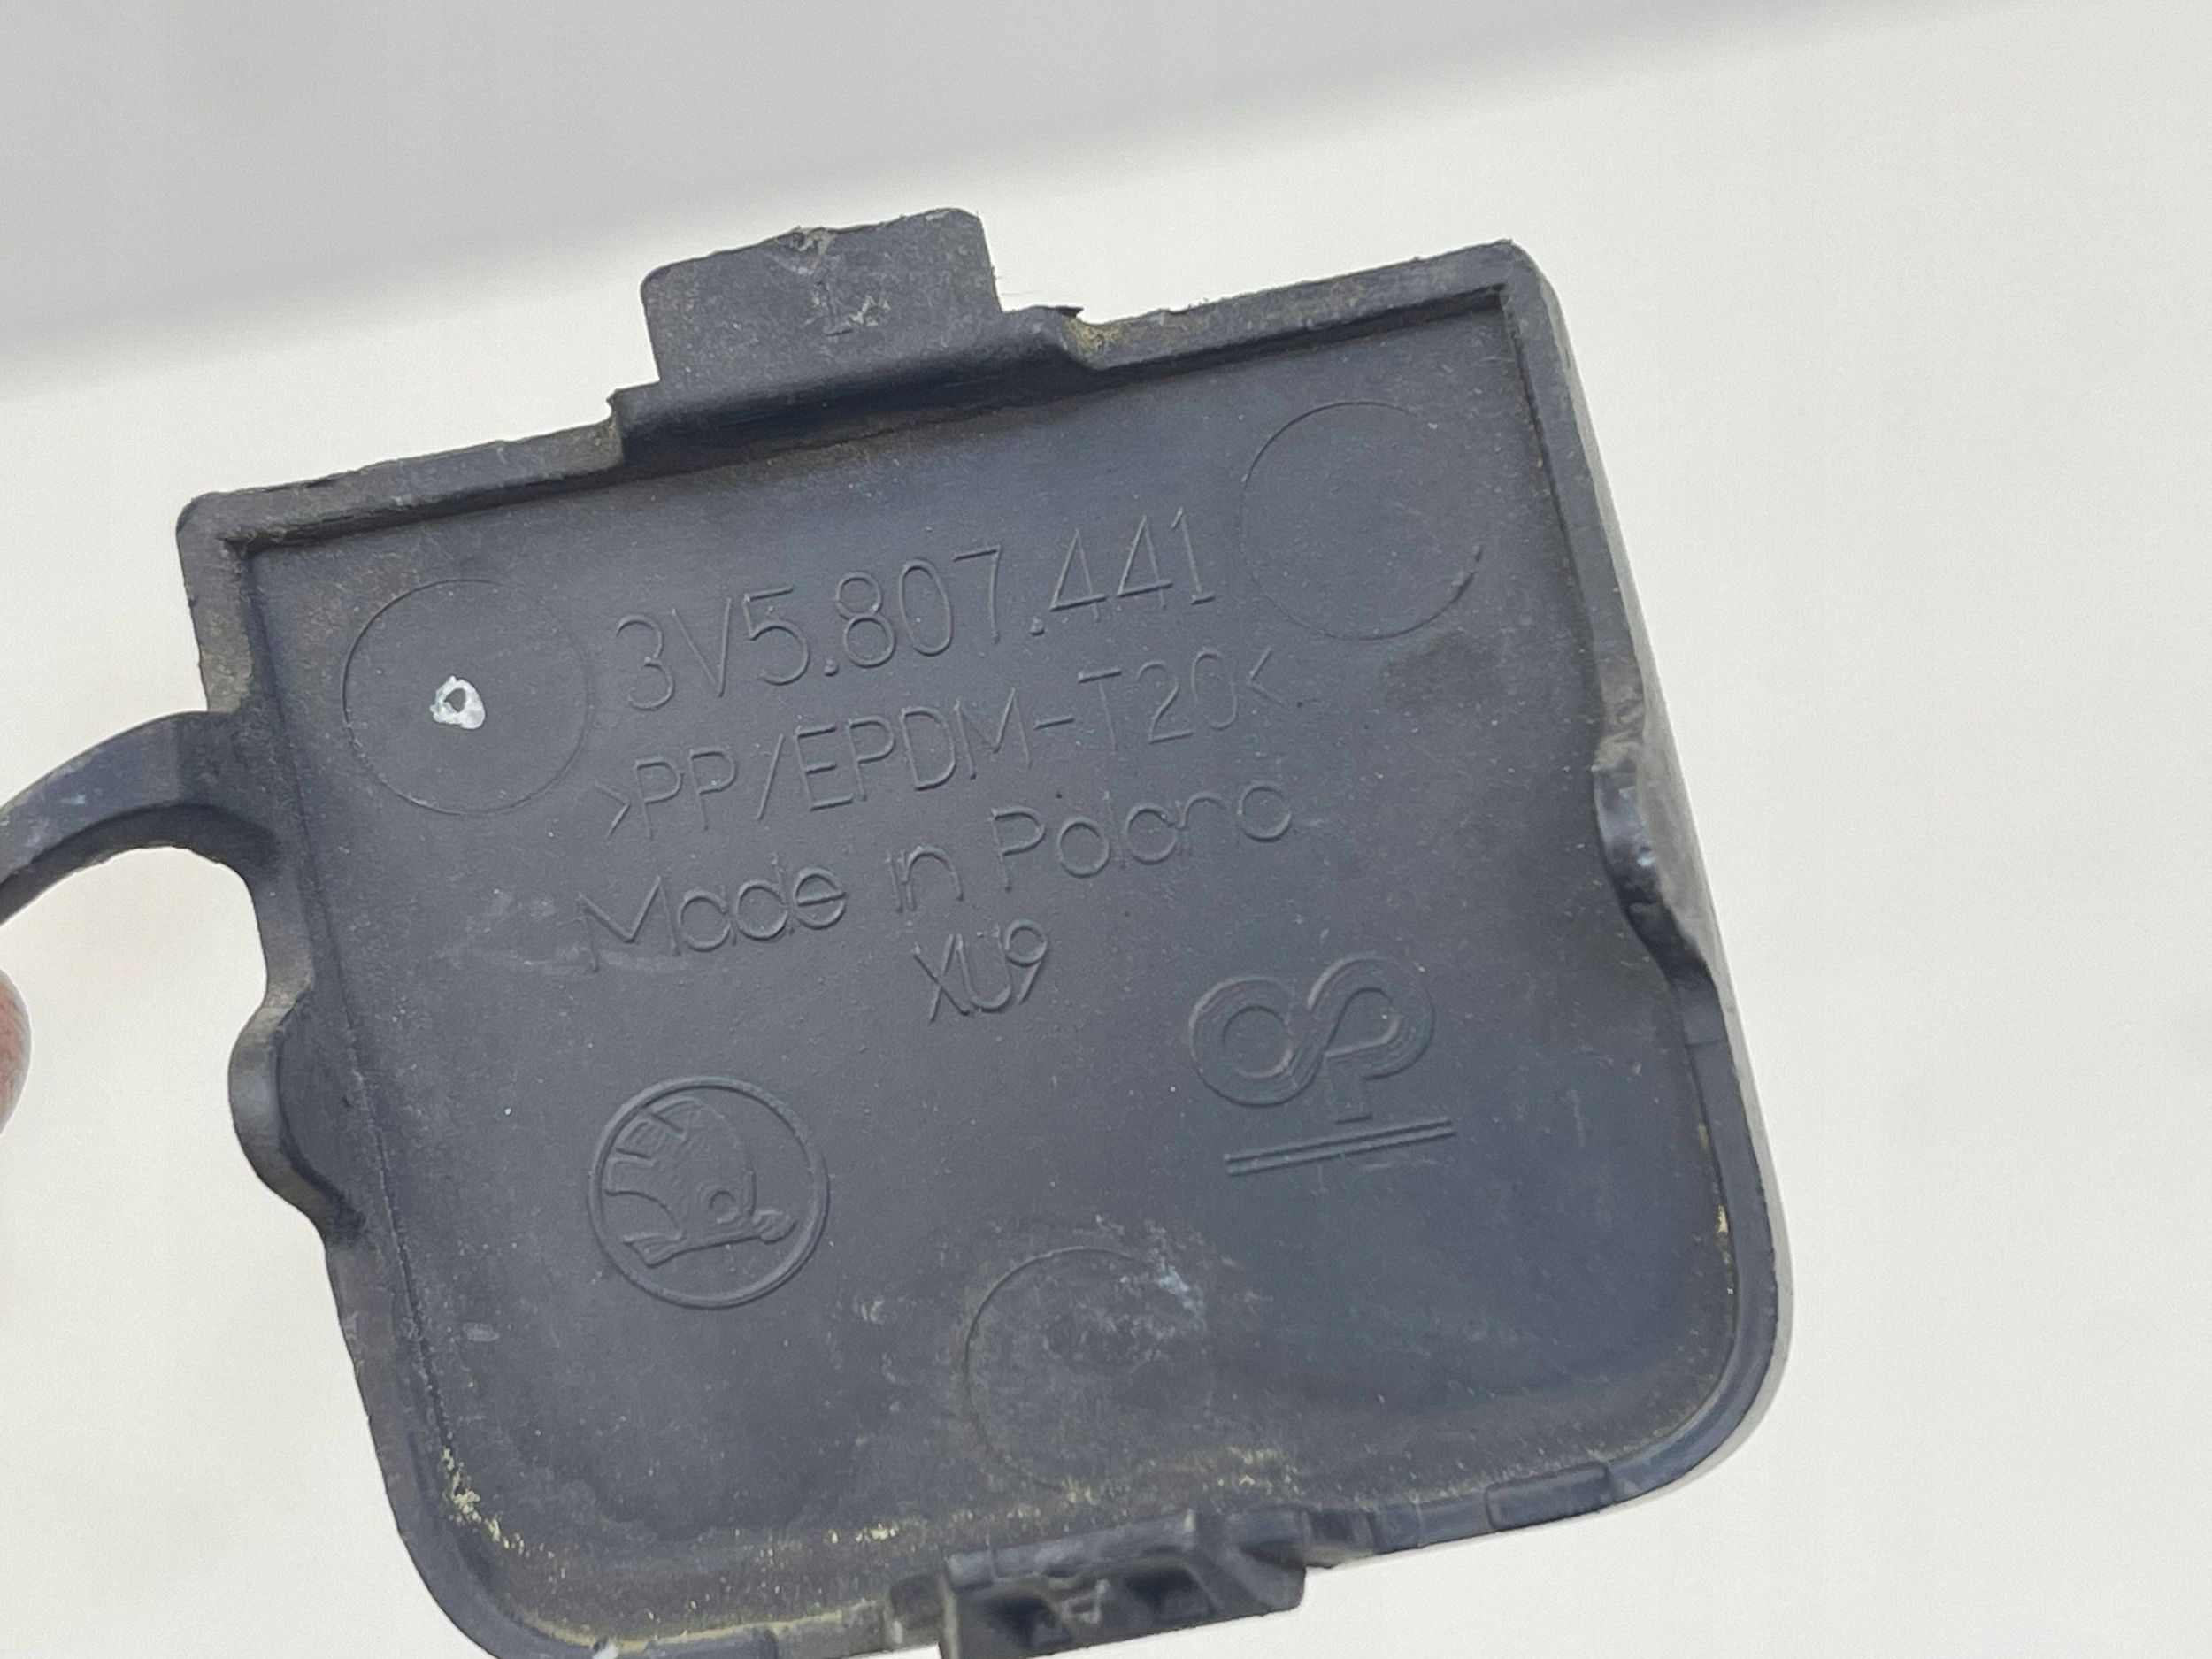 3V5.807.441
>PP/EPDM-T20<
Made in Poland
XU9